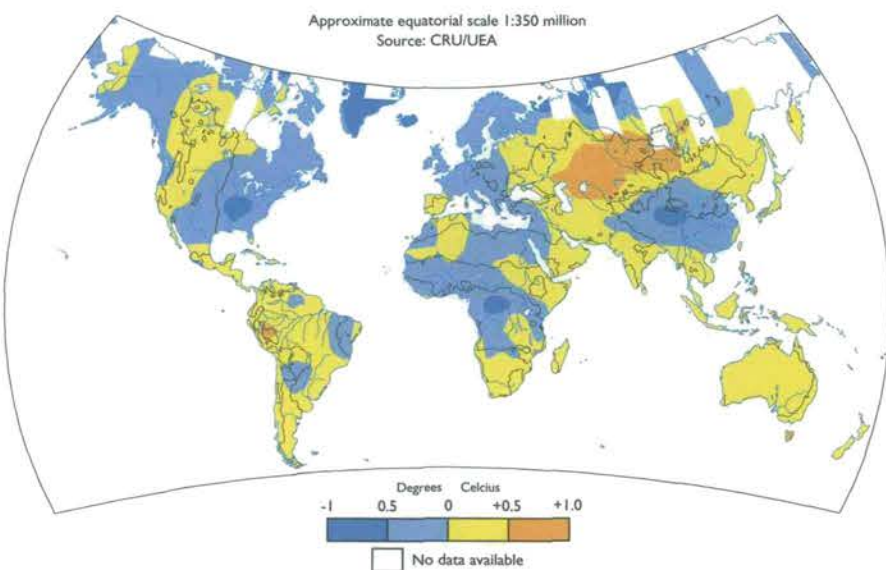 Approximate equatorial scale 1:350 million
Source: CRU/UEA
Degrees Celcius
-1 0.5 0 +0.5 +1.0
No data available